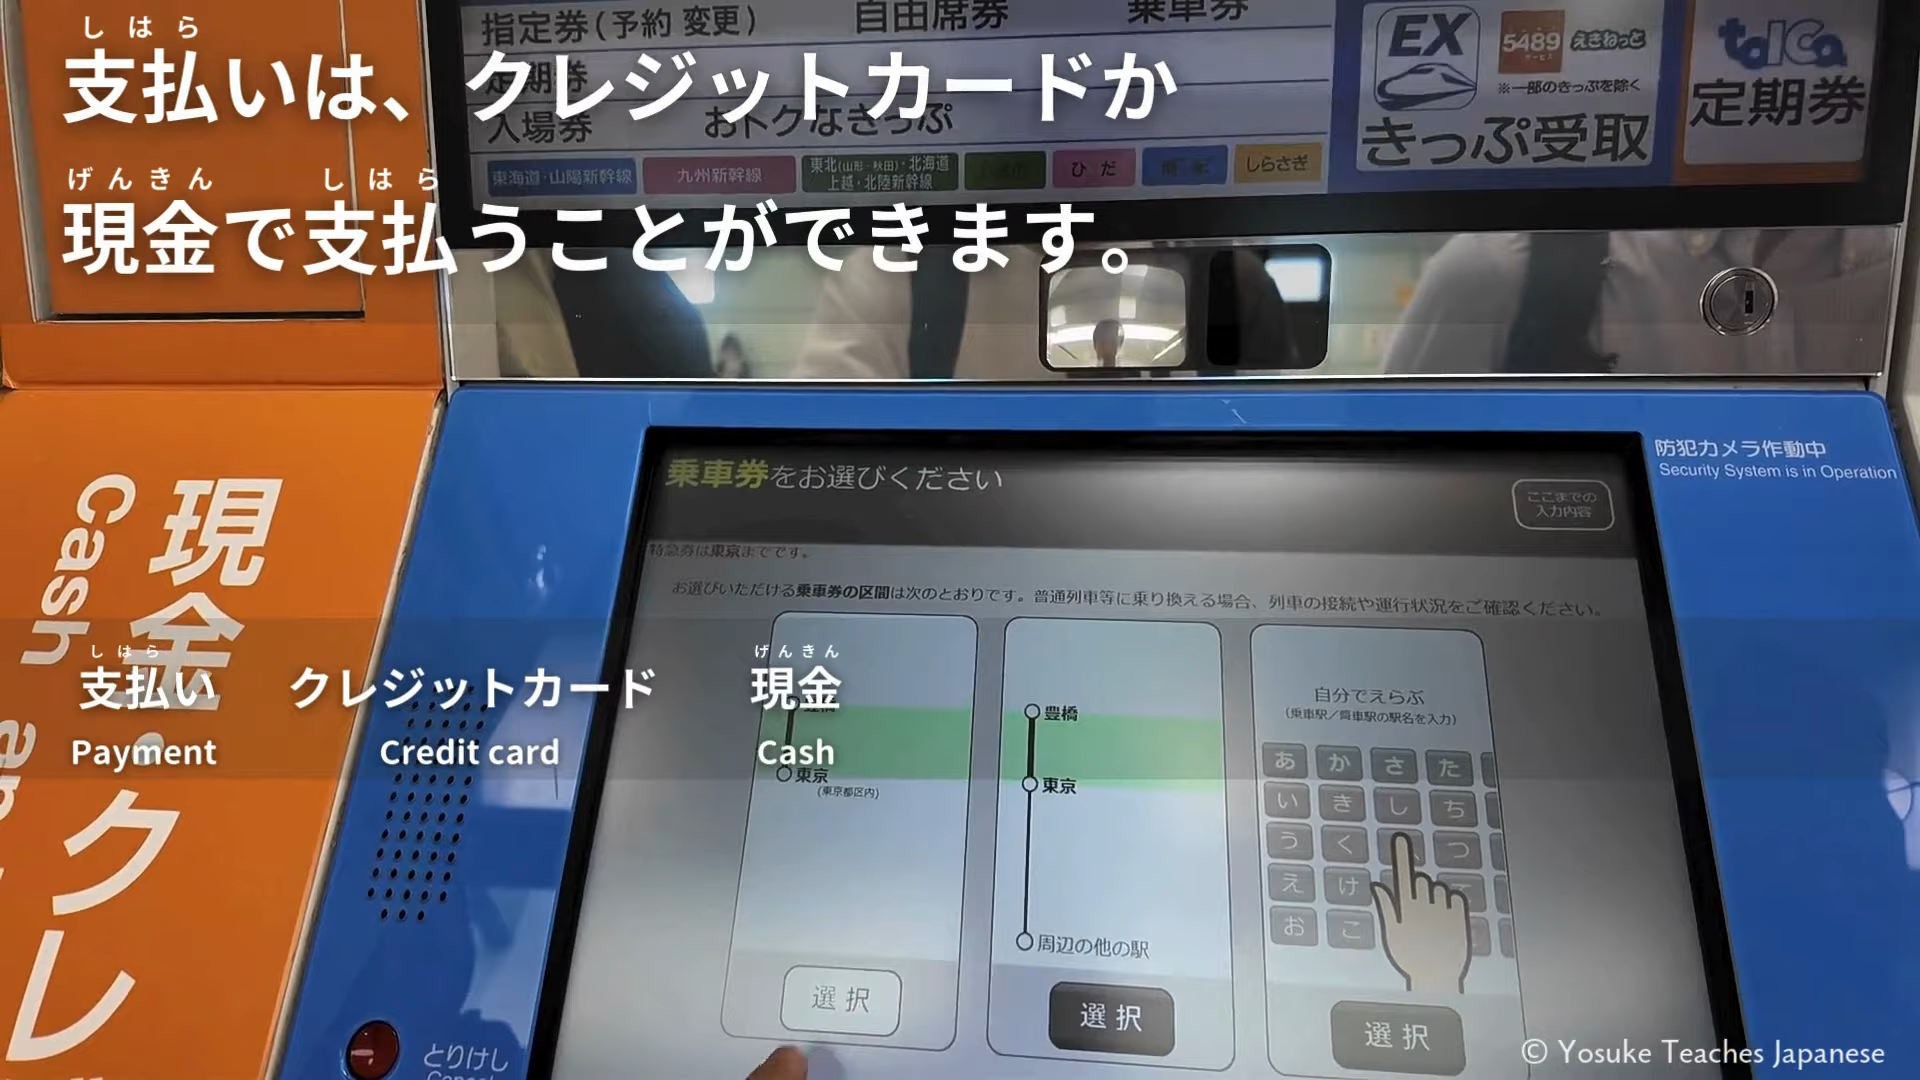 しはら
支払いは、クレジットカードか
げんきん しはら
現金で支払うことができます。
指定券(予約 変更) 自由席券 乗車券
定期券
入場券 おトクなきっぷ
東海道・山陽新幹線 九州新幹線 東北(山形・秋田)・北海道 上越・北陸新幹線 ひだ しらさぎ
EX 5489 サービス えきねっと
※一部のきっぷを除く
きっぷ受取
toICa
定期券
防犯カメラ作動中
Security System is in Operation
乗車券をお選びください
ここまでの
入力内容
特急券は東京までです。
お選びいただける乗車券の区間は次のとおりです。普通列車等に乗り換える場合、列車の接続や運行状況をご確認ください。
豊橋
東京
(東京都区内)
選択
豊橋
東京
周辺の他の駅
選択
自分でえらぶ
(乗車駅/降車駅の駅名を入力)
あ か さ た
い き し ち
う く つ
え け
お こ
選択
現金
Cash
クレ
とりけし
Cancel
しはら げんきん
支払い クレジットカード 現金
Payment Credit card Cash
© Yosuke Teaches Japanese